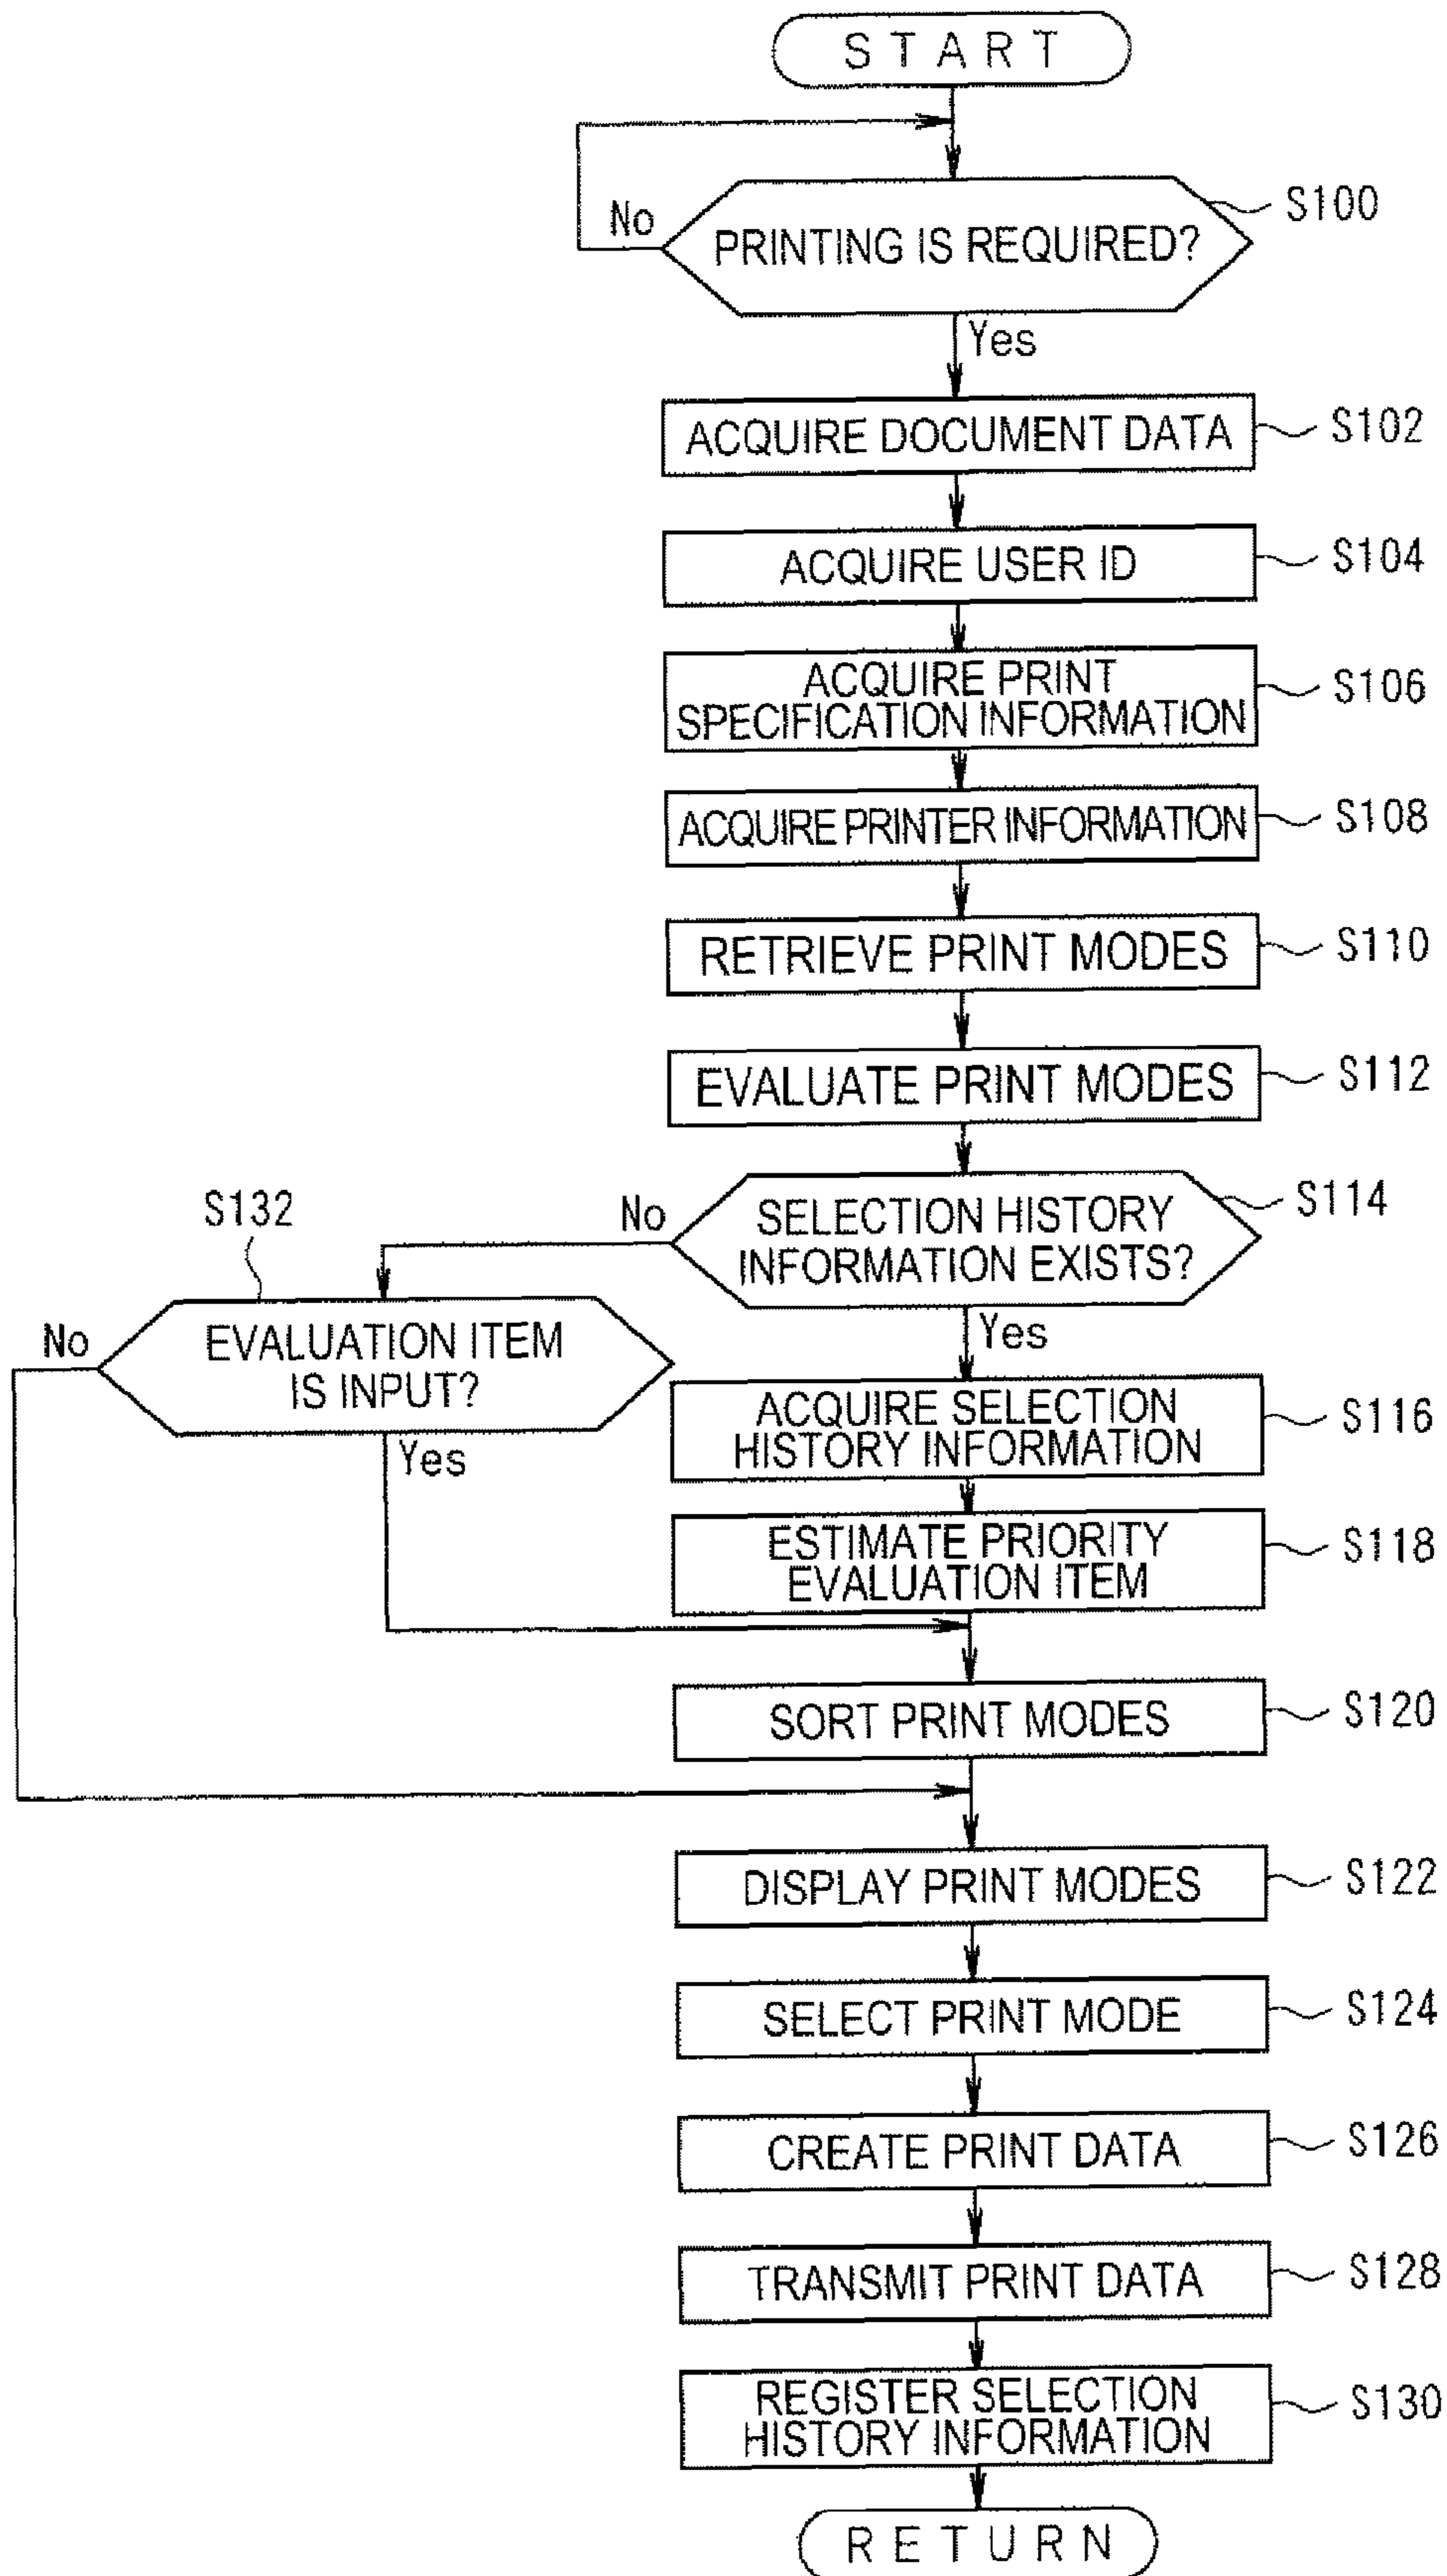 START
No
PRINTING IS REQUIRED?
S100
Yes
ACQUIRE DOCUMENT DATA
S102
ACQUIRE USER ID
S104
ACQUIRE PRINT
SPECIFICATION INFORMATION
S106
ACQUIRE PRINTER INFORMATION
S108
RETRIEVE PRINT MODES
S110
EVALUATE PRINT MODES
S112
No
SELECTION HISTORY
INFORMATION EXISTS?
S114
Yes
S132
No
EVALUATION ITEM
IS INPUT?
Yes
ACQUIRE SELECTION
HISTORY INFORMATION
S116
ESTIMATE PRIORITY
EVALUATION ITEM
S118
SORT PRINT MODES
S120
DISPLAY PRINT MODES
S122
SELECT PRINT MODE
S124
CREATE PRINT DATA
S126
TRANSMIT PRINT DATA
S128
REGISTER SELECTION
HISTORY INFORMATION
S130
RETURN